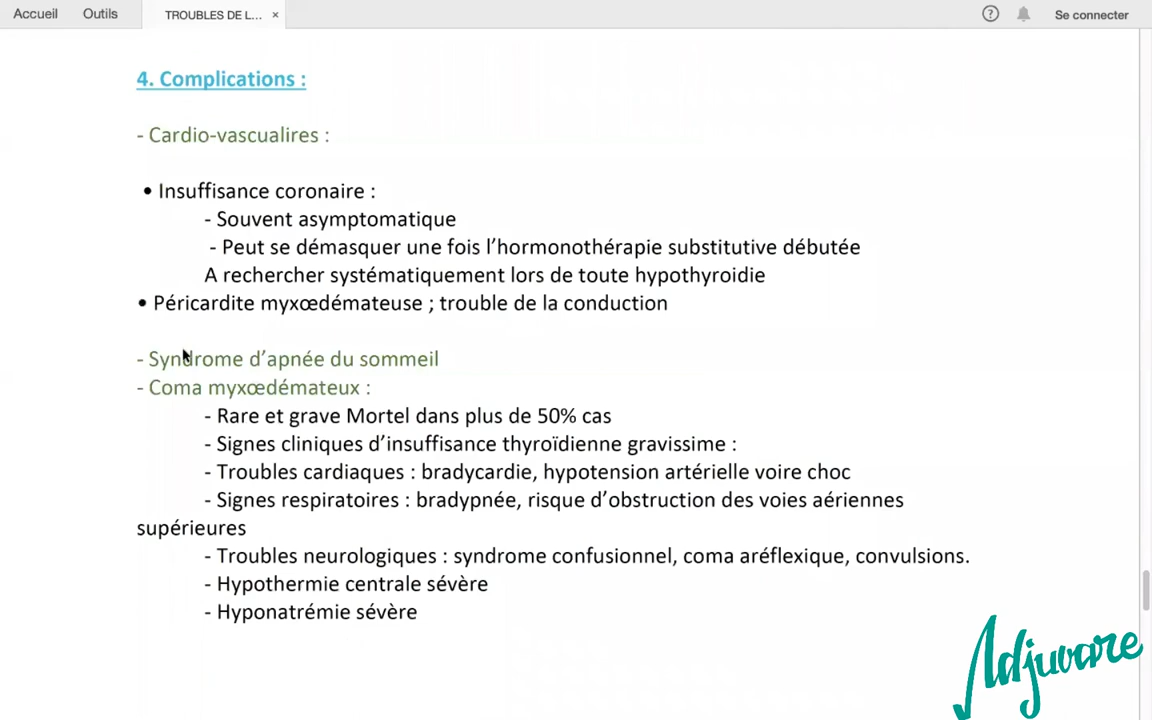 Accueil Outils TROUBLES DE L... × ? Se connecter
4. Complications :
- Cardio-vascualires :
• Insuffisance coronaire :
- Souvent asymptomatique
- Peut se démasquer une fois l’hormonothérapie substitutive débutée
A rechercher systématiquement lors de toute hypothyroidie
• Péricardite myxœdémateuse ; trouble de la conduction
- Syndrome d’apnée du sommeil
- Coma myxœdémateux :
- Rare et grave Mortel dans plus de 50% cas
- Signes cliniques d’insuffisance thyroïdienne gravissime :
- Troubles cardiaques : bradycardie, hypotension artérielle voire choc
- Signes respiratoires : bradypnée, risque d’obstruction des voies aériennes
supérieures
- Troubles neurologiques : syndrome confusionnel, coma aréflexique, convulsions.
- Hypothermie centrale sévère
- Hyponatrémie sévère
Adjuvare